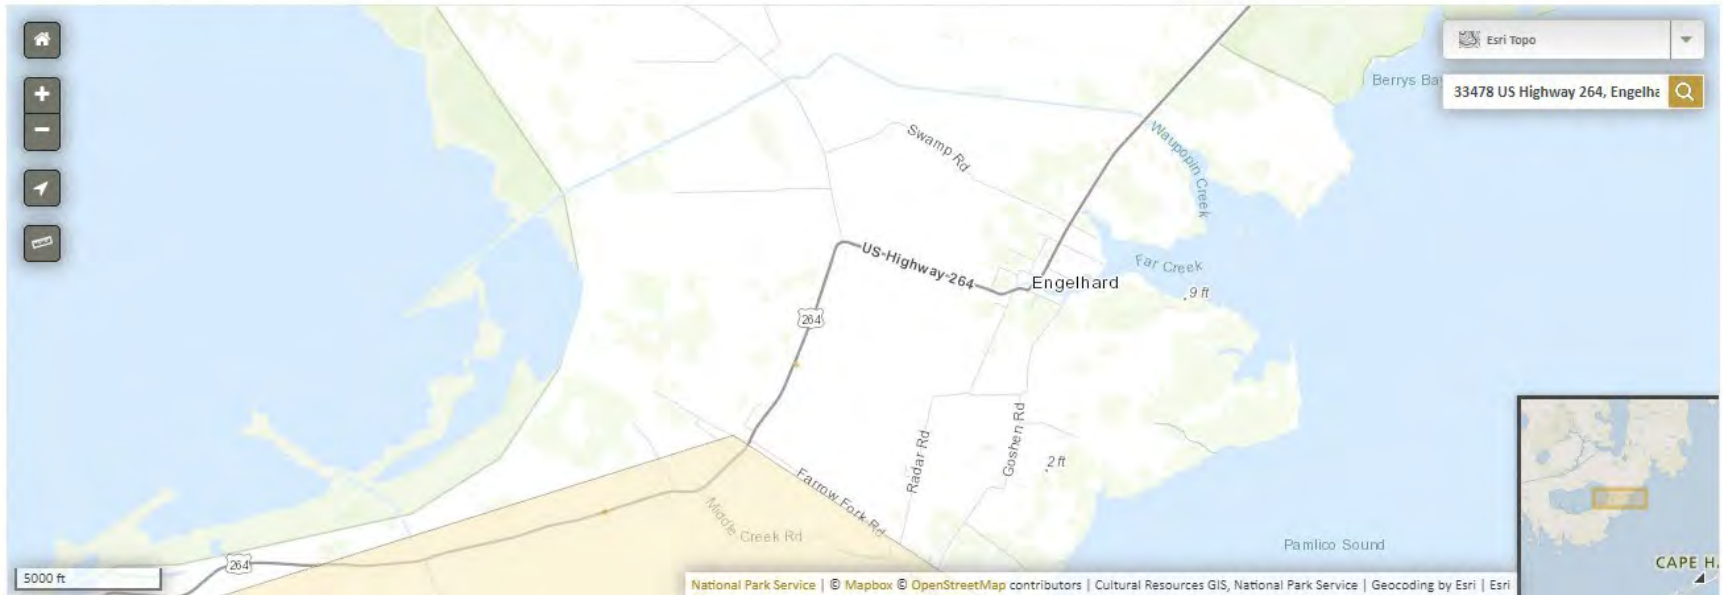 Esri Topo
Berrys Bay
33478 US Highway 264, Engelha
Waupopin Creek
Swamp Rd
US-Highway-264
Far Creek
Engelhard
9 ft
264
Radar Rd
Goshen Rd
2 ft
Farrow Fork Rd
Middle Creek Rd
Pamlico Sound
264
CAPE H.
5000 ft
National Park Service | © Mapbox © OpenStreetMap contributors | Cultural Resources GIS, National Park Service | Geocoding by Esri | Esri